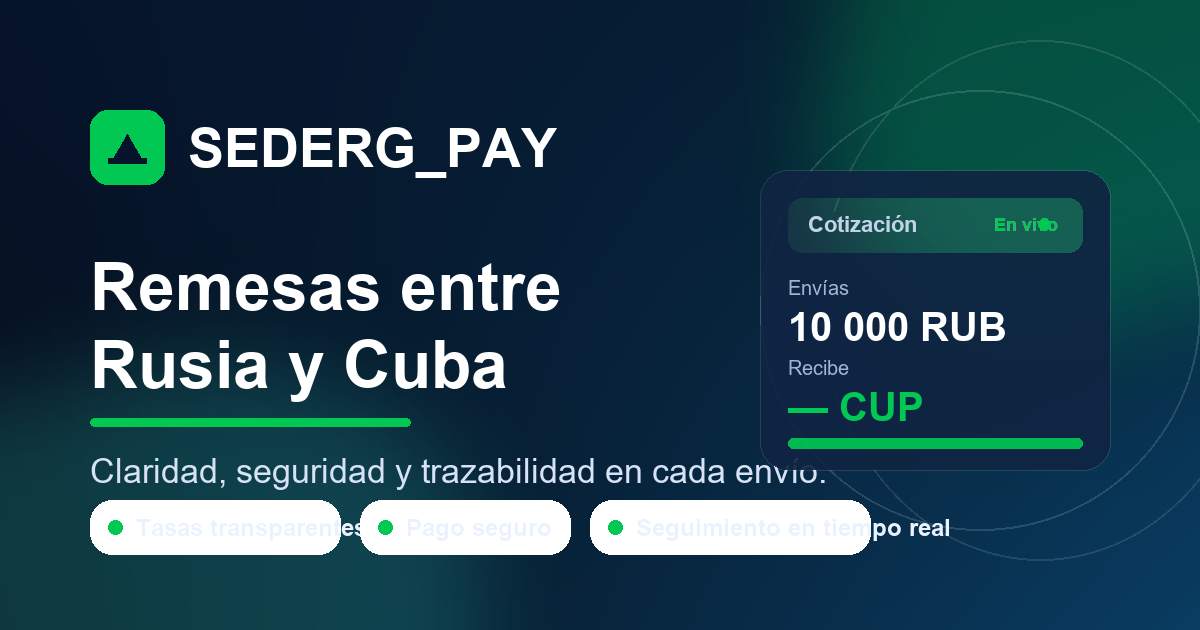 SEDERG_PAY
Remesas entre
Rusia y Cuba
Claridad, seguridad y trazabilidad en cada envío.
Tasas transparentes
Pago seguro
Seguimiento en tiempo real
Cotización
En vivo
Envías
10 000 RUB
Recibe
— CUP